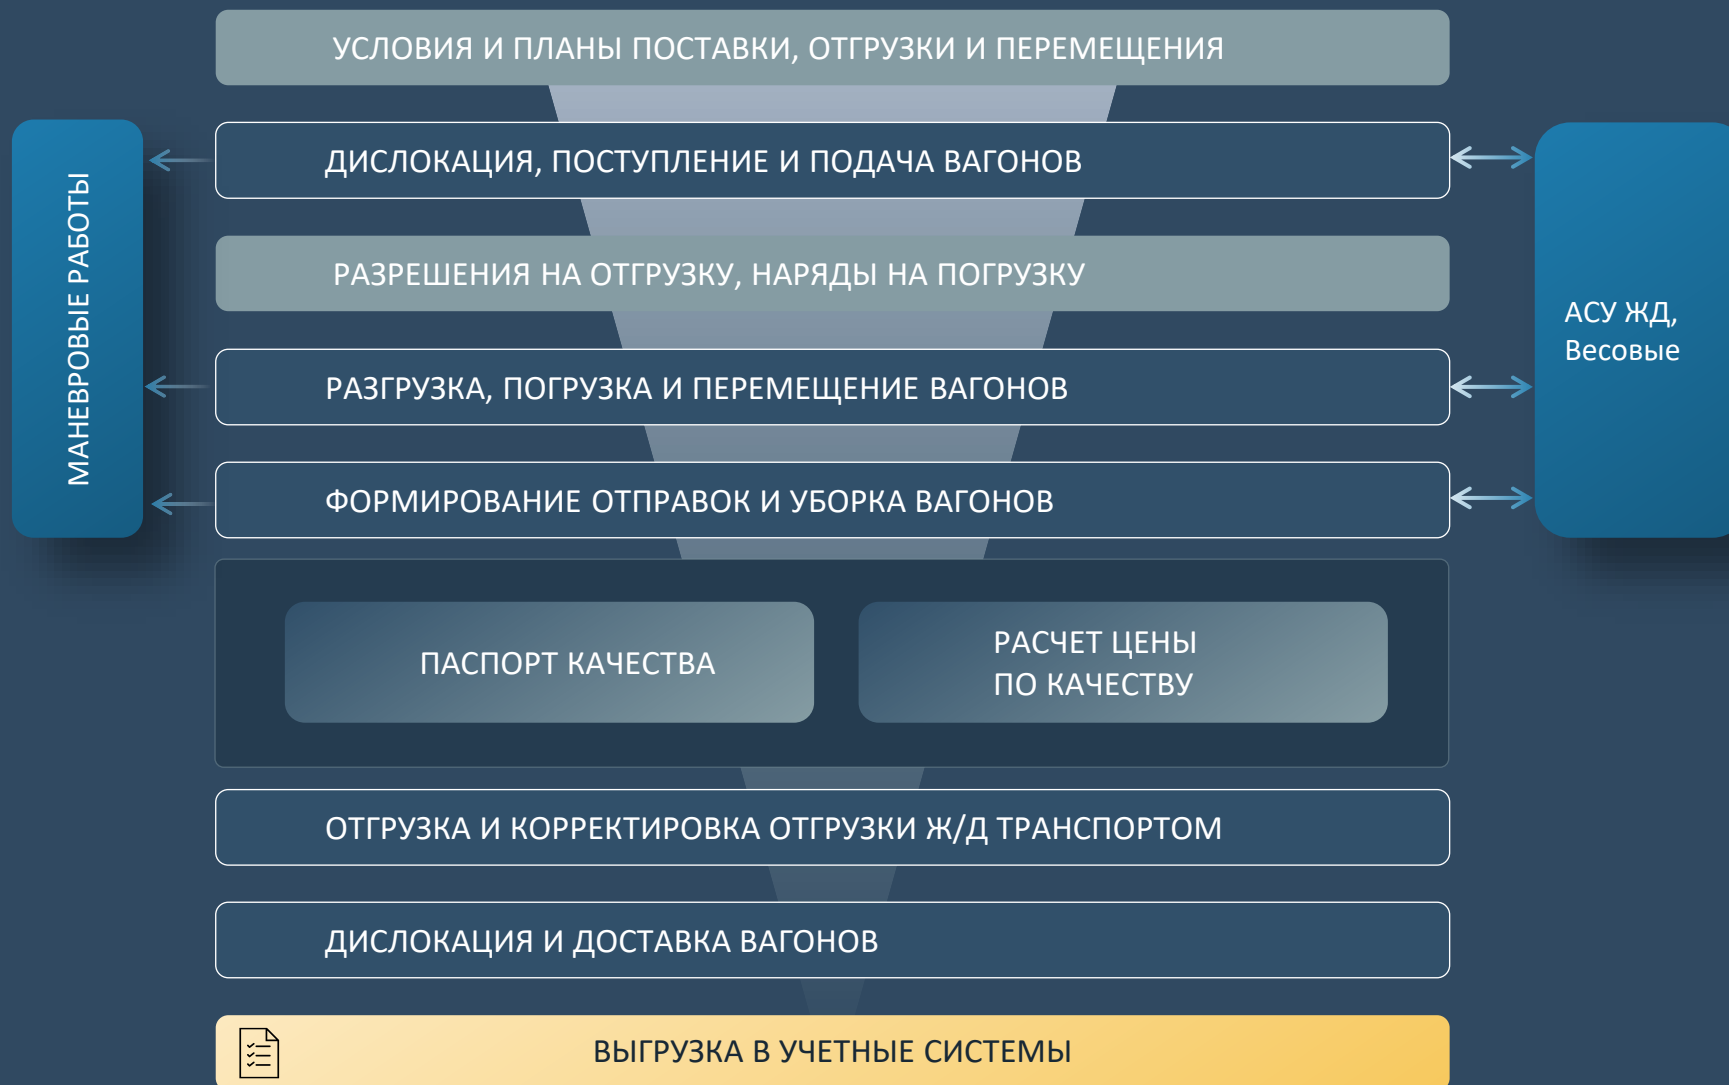 УСЛОВИЯ И ПЛАНЫ ПОСТАВКИ, ОТГРУЗКИ И ПЕРЕМЕЩЕНИЯ
МАНЕВРОВЫЕ РАБОТЫ
ДИСЛОКАЦИЯ, ПОСТУПЛЕНИЕ И ПОДАЧА ВАГОНОВ
РАЗРЕШЕНИЯ НА ОТГРУЗКУ, НАРЯДЫ НА ПОГРУЗКУ
АСУ ЖД,
Весовые
РАЗГРУЗКА, ПОГРУЗКА И ПЕРЕМЕЩЕНИЕ ВАГОНОВ
ФОРМИРОВАНИЕ ОТПРАВОК И УБОРКА ВАГОНОВ
ПАСПОРТ КАЧЕСТВА
РАСЧЕТ ЦЕНЫ
ПО КАЧЕСТВУ
ОТГРУЗКА И КОРРЕКТИРОВКА ОТГРУЗКИ Ж/Д ТРАНСПОРТОМ
ДИСЛОКАЦИЯ И ДОСТАВКА ВАГОНОВ
ВЫГРУЗКА В УЧЕТНЫЕ СИСТЕМЫ